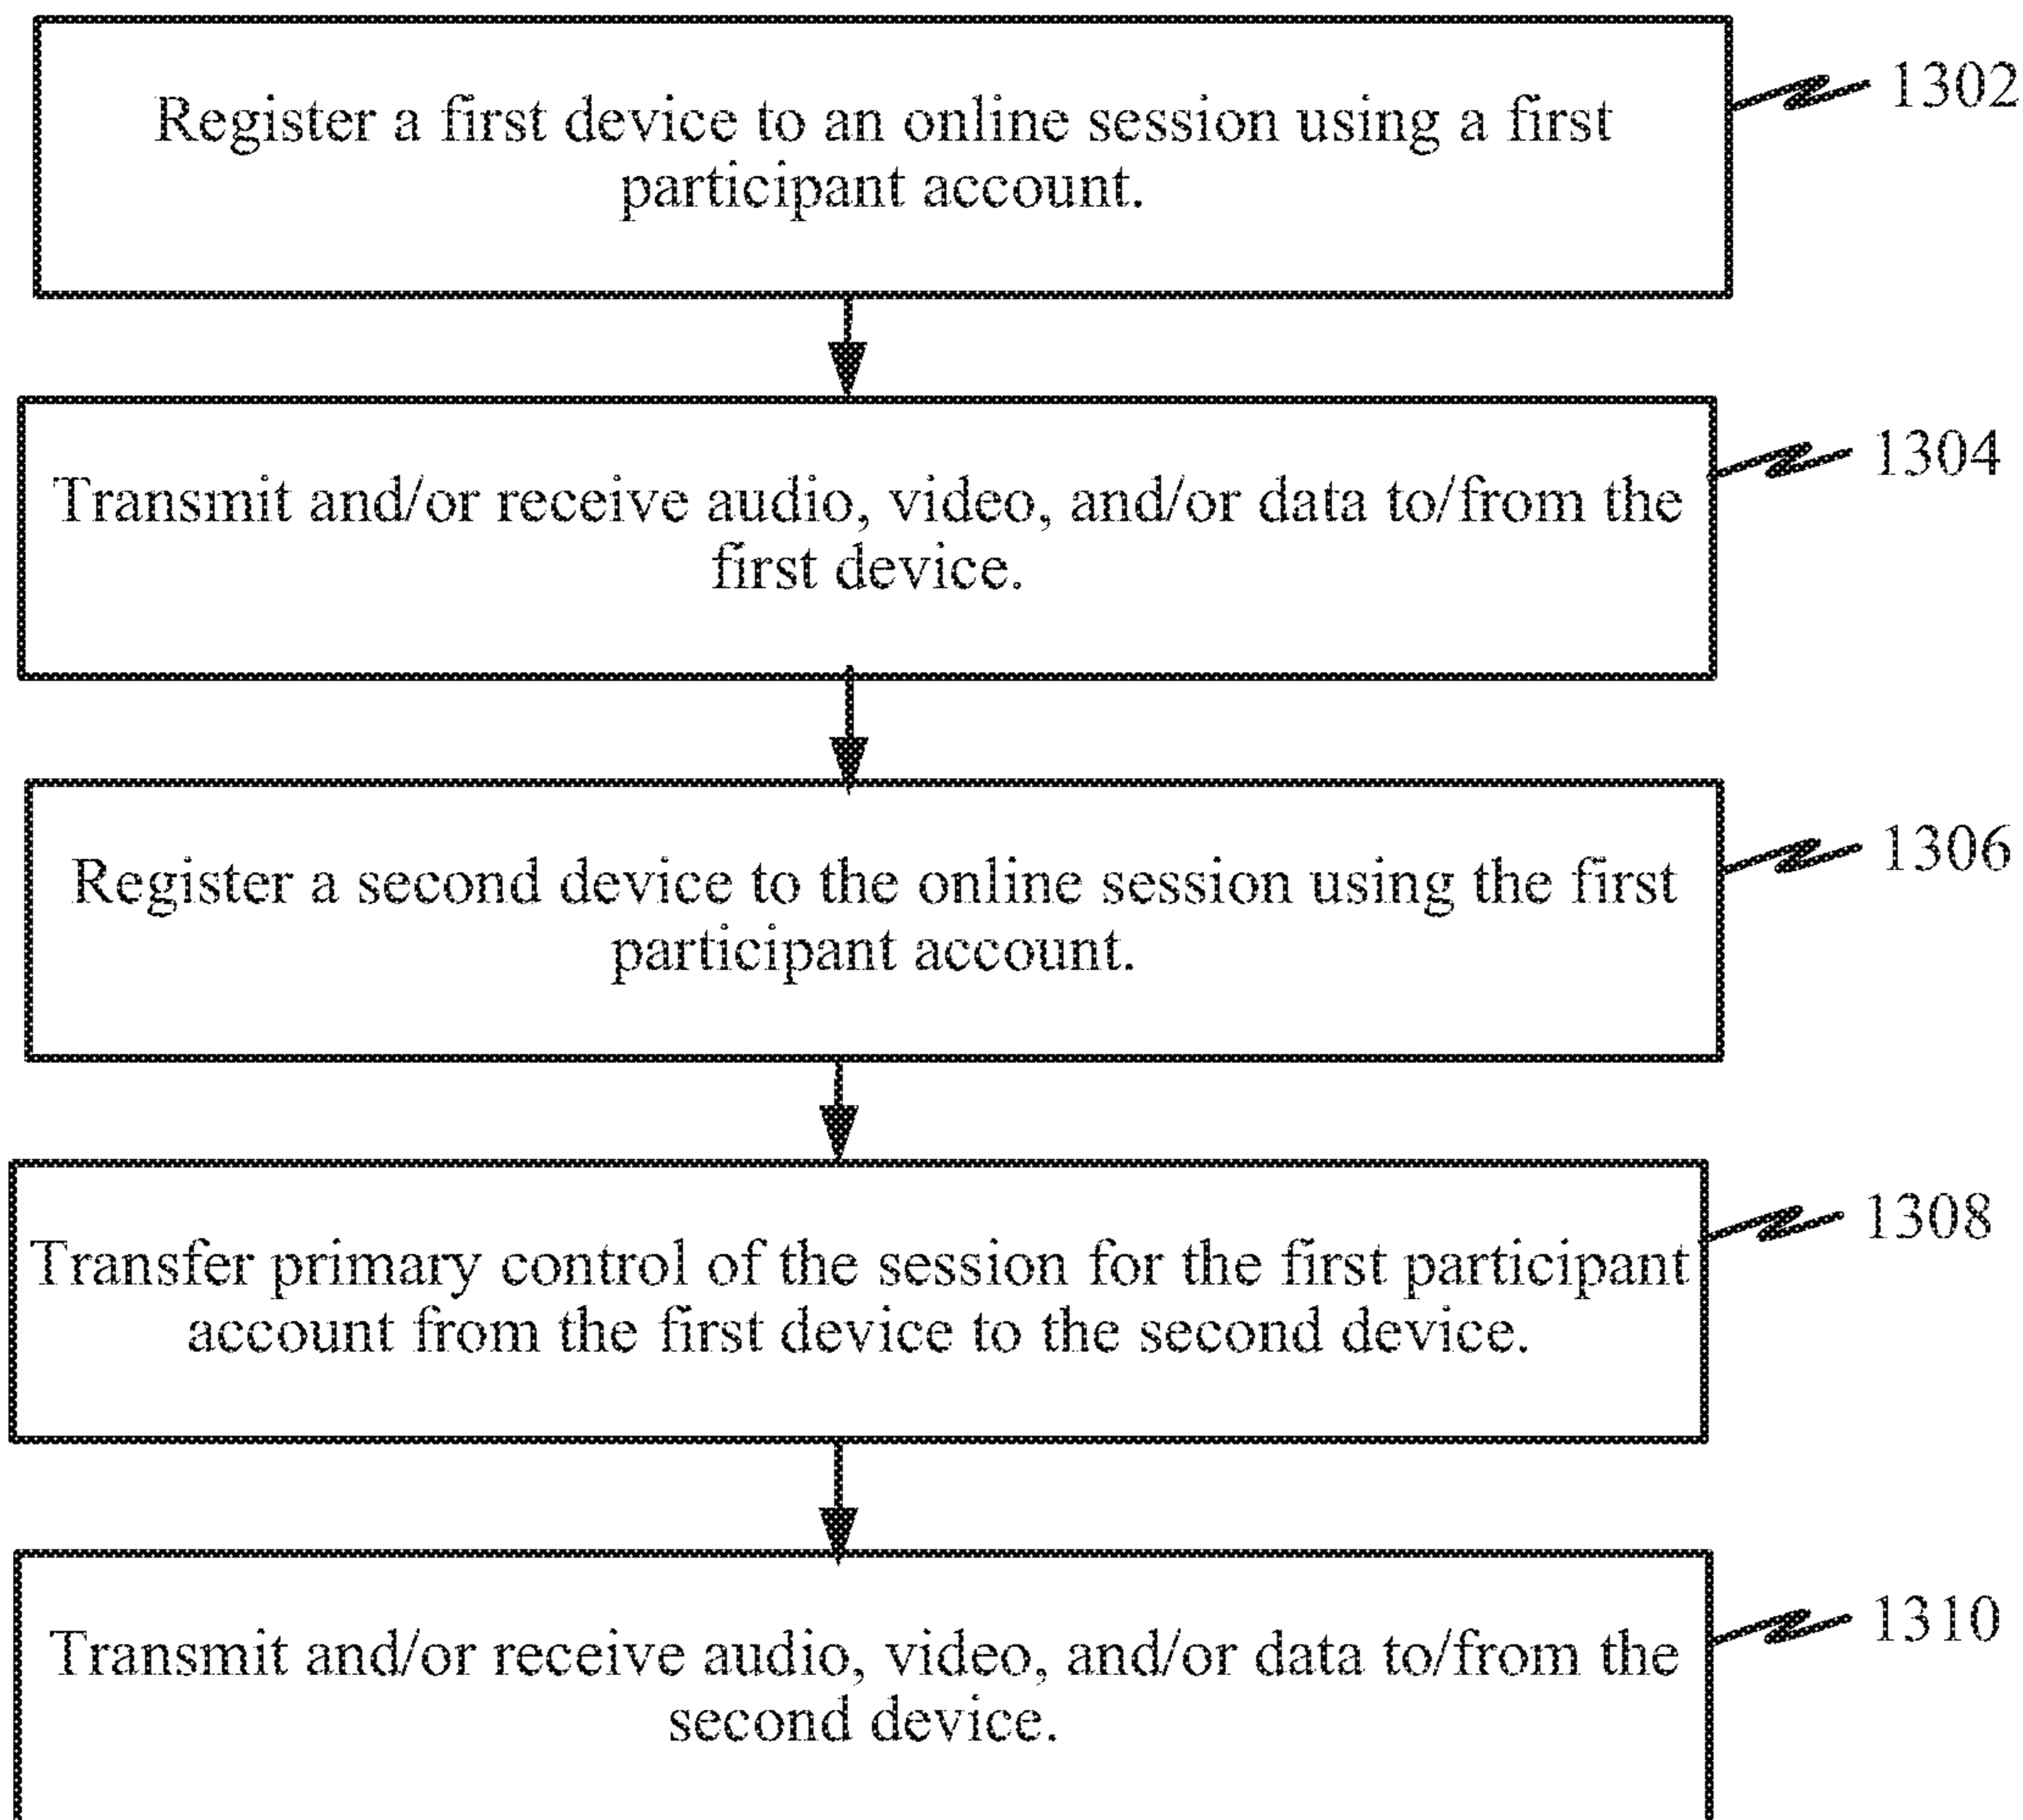 Register a first device to an online session using a first
participant account.
1302
Transmit and/or receive audio, video, and/or data to/from the
first device.
1304
Register a second device to the online session using the first
participant account.
1306
Transfer primary control of the session for the first participant
account from the first device to the second device.
1308
Transmit and/or receive audio, video, and/or data to/from the
second device.
1310